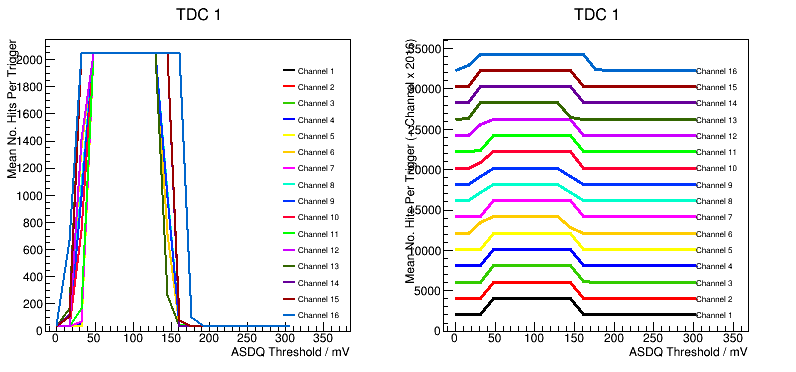 TDC 1
Mean No. Hits Per Trigger
2000
1800
1600
1400
1200
1000
800
600
400
200
0
0 50 100 150 200 250 300 350
ASDQ Threshold / mV
Channel 1
Channel 2
Channel 3
Channel 4
Channel 5
Channel 6
Channel 7
Channel 8
Channel 9
Channel 10
Channel 11
Channel 12
Channel 13
Channel 14
Channel 15
Channel 16
TDC 1
Mean No. Hits Per Trigger (+ Channel x 2016)
35000
30000
25000
20000
15000
10000
5000
0
0 50 100 150 200 250 300 350
ASDQ Threshold / mV
Channel 16
Channel 15
Channel 14
Channel 13
Channel 12
Channel 11
Channel 10
Channel 9
Channel 8
Channel 7
Channel 6
Channel 5
Channel 4
Channel 3
Channel 2
Channel 1